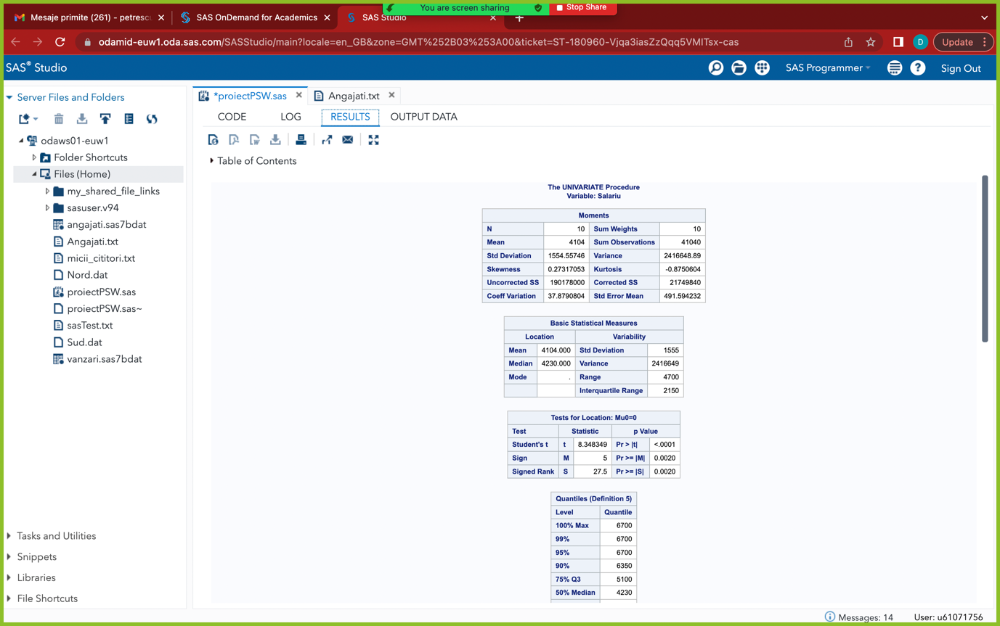 You are screen sharing
Stop Share
Mesaje primite (261) - petrescu
SAS OnDemand for Academics
SAS Studio
odamid-euw1.oda.sas.com/SASStudio/main?locale=en_GB&zone=GMT%252B03%253A00&ticket=ST-180960-Vjqa3iasZzQqq5VMITsx-cas
D
Update
SAS® Studio
SAS Programmer
Sign Out
Server Files and Folders
odaws01-euw1
Folder Shortcuts
Files (Home)
my_shared_file_links
sasuser.v94
angajati.sas7bdat
Angajati.txt
micii_cititori.txt
Nord.dat
proiectPSW.sas
proiectPSW.sas~
sasTest.txt
Sud.dat
vanzari.sas7bdat
Tasks and Utilities
Snippets
Libraries
File Shortcuts
*proiectPSW.sas
Angajati.txt
CODE LOG RESULTS OUTPUT DATA
Table of Contents
The UNIVARIATE Procedure
Variable: Salariu
Moments
N 10 Sum Weights 10
Mean 4104 Sum Observations 41040
Std Deviation 1554.55746 Variance 2416648.89
Skewness 0.27317053 Kurtosis -0.8750604
Uncorrected SS 190178000 Corrected SS 21749840
Coeff Variation 37.8790804 Std Error Mean 491.594232
Basic Statistical Measures
Location Variability
Mean 4104.000 Std Deviation 1555
Median 4230.000 Variance 2416649
Mode . Range 4700
Interquartile Range 2150
Tests for Location: Mu0=0
Test Statistic p Value
Student's t t 8.348349 Pr > |t| <.0001
Sign M 5 Pr >= |M| 0.0020
Signed Rank S 27.5 Pr >= |S| 0.0020
Quantiles (Definition 5)
Level Quantile
100% Max 6700
99% 6700
95% 6700
90% 6350
75% Q3 5100
50% Median 4230
Messages: 14
User: u61071756